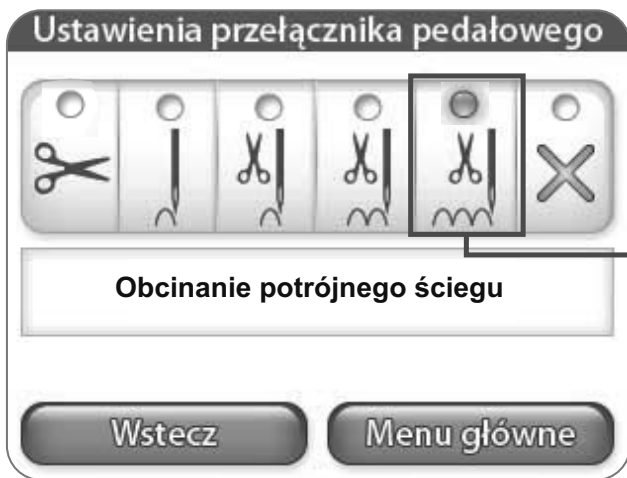 Ustawienia przełącznika pedałowego
Obcinanie potrójnego ściegu
Wstecz
Menu główne